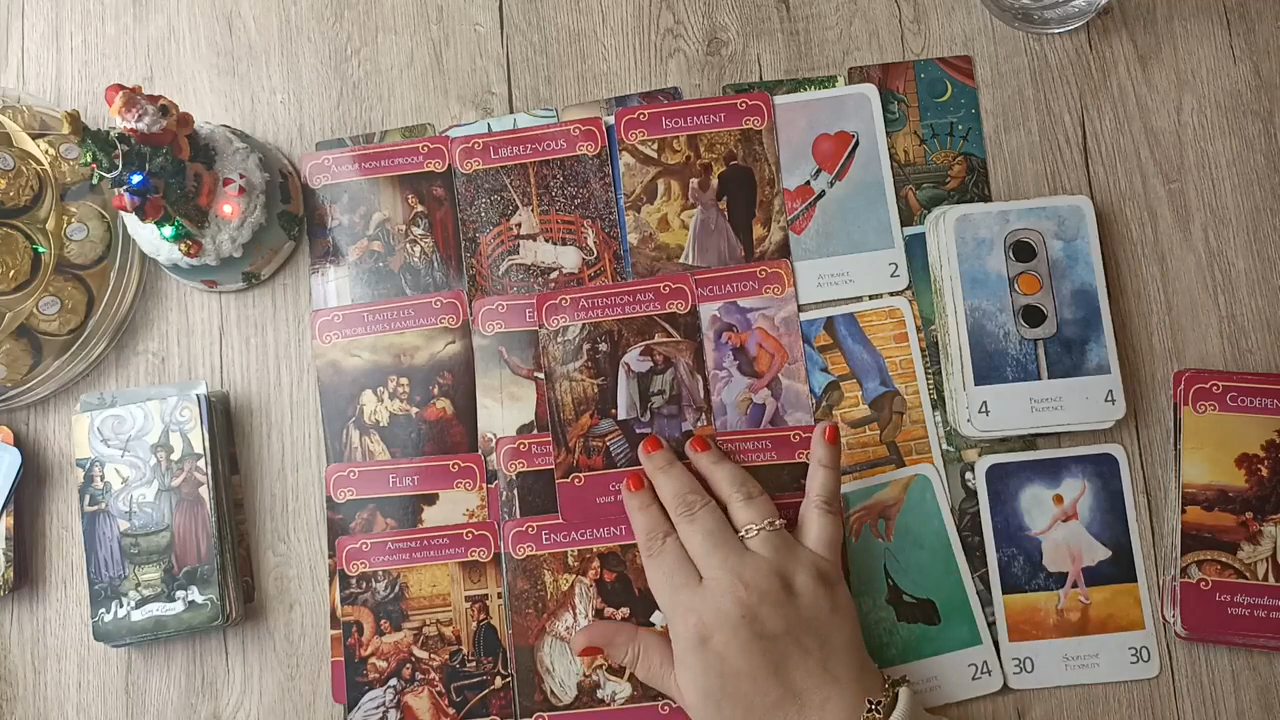 AMOUR NON RÉCIPROQUE
LIBÉREZ-VOUS
ISOLEMENT
ATTRACTION
2
TRAITEZ LES
PROBLÈMES FAMILIAUX
ATTENTION AUX
DRAPEAUX ROUGES
NCILIATION
4
PRUDENCE
PRUDENCE
4
CODÉPEN
FLIRT
SENTIMENTS
APPRENEZ À VOUS
CONNAÎTRE MUTUELLEMENT
ENGAGEMENT
24
30
SOUPLESSE
FLEXIBILITY
30
Les dépendan
votre vie am